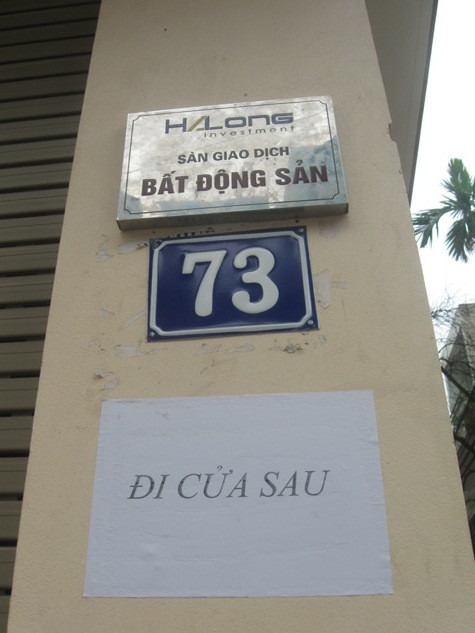 HALONG
investment
SÀN GIAO DỊCH
BẤT ĐỘNG SẢN
73
ĐI CỬA SAU